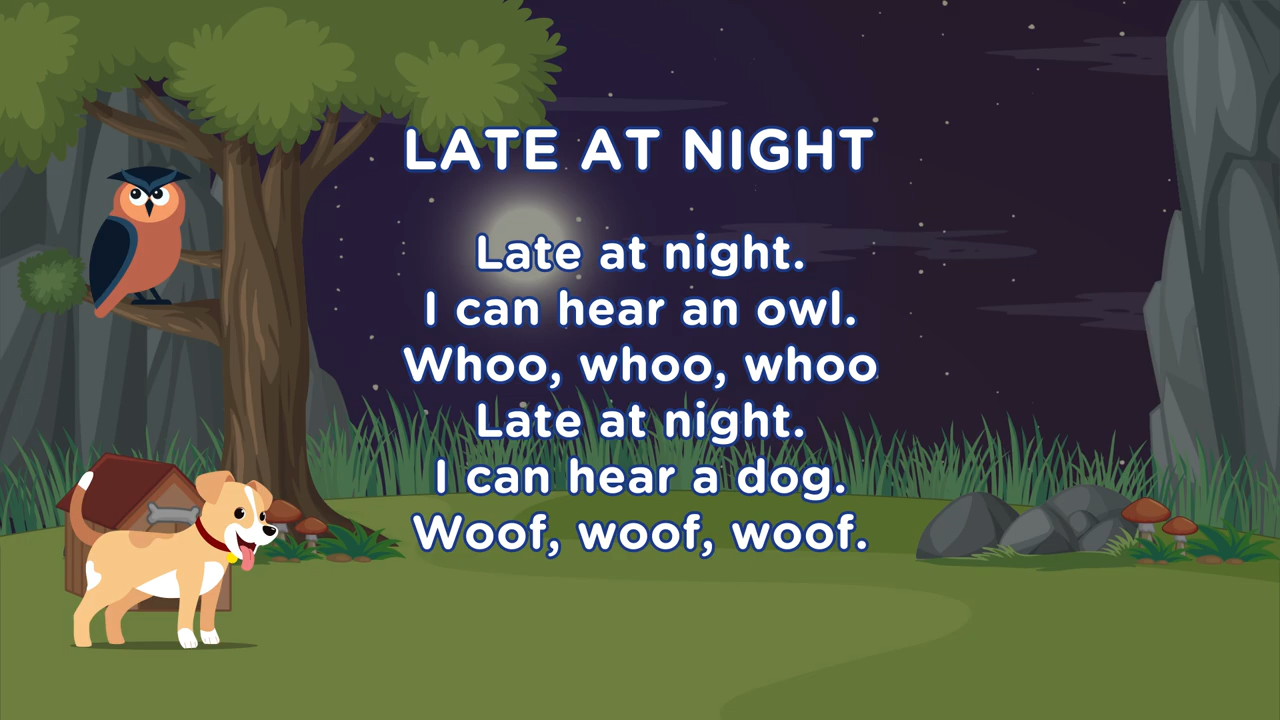 LATE AT NIGHT
Late at night.
I can hear an owl.
Whoo, whoo, whoo
Late at night.
I can hear a dog.
Woof, woof, woof.